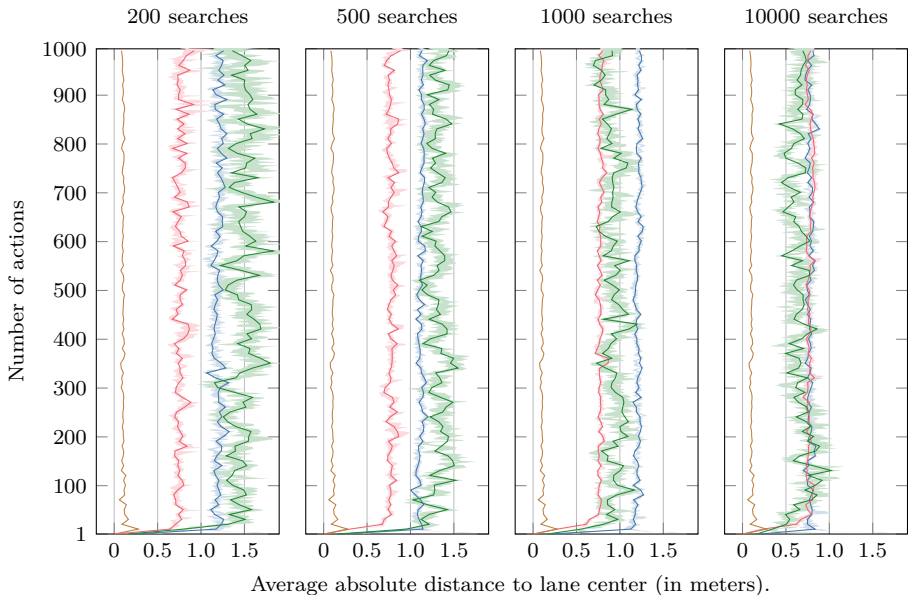 200 searches
500 searches
1000 searches
10000 searches
Number of actions
1000
900
800
700
600
500
400
300
200
100
1
0 0.5 1.0 1.5
0 0.5 1.0 1.5
0 0.5 1.0 1.5
0 0.5 1.0 1.5
Average absolute distance to lane center (in meters).